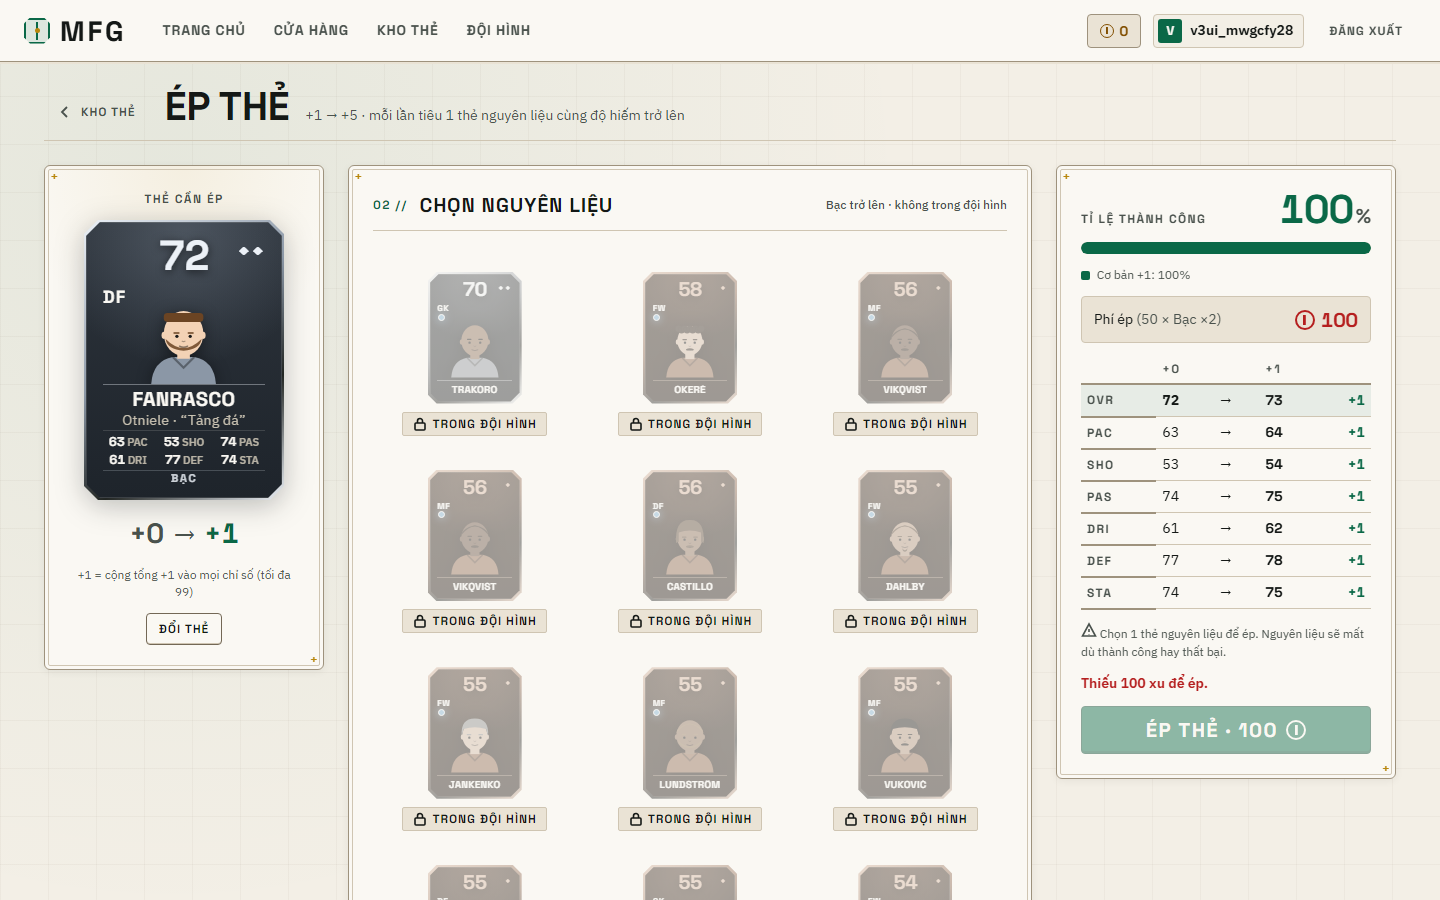 MFG
TRANG CHỦ
CỬA HÀNG
KHO THẺ
ĐỘI HÌNH
0
V
v3ui_mwgcfy28
ĐĂNG XUẤT
KHO THẺ
ÉP THẺ
+1 → +5 · mỗi lần tiêu 1 thẻ nguyên liệu cùng độ hiếm trở lên
THẺ CẦN ÉP
72
DF
FANRASCO
Otniele · “Tảng đá”
63 PAC 53 SHO 74 PAS
61 DRI 77 DEF 74 STA
BẠC
+0 → +1
+1 = cộng tổng +1 vào mọi chỉ số (tối đa
99)
ĐỔI THẺ
02 // CHỌN NGUYÊN LIỆU
Bạc trở lên · không trong đội hình
70
GK
TRAKORO
TRONG ĐỘI HÌNH
58
FW
OKERE
TRONG ĐỘI HÌNH
56
MF
VIKQVIST
TRONG ĐỘI HÌNH
56
MF
VIKQVIST
TRONG ĐỘI HÌNH
56
DF
CASTILLO
TRONG ĐỘI HÌNH
55
FW
DAHLBY
TRONG ĐỘI HÌNH
55
FW
JANKENKO
TRONG ĐỘI HÌNH
55
MF
LUNDSTRÖM
TRONG ĐỘI HÌNH
55
MF
VUKOVIĆ
TRONG ĐỘI HÌNH
55
55
54
TỈ LỆ THÀNH CÔNG
100%
Cơ bản +1: 100%
Phí ép (50 × Bạc ×2)
100
+0 +1
OVR 72 → 73 +1
PAC 63 → 64 +1
SHO 53 → 54 +1
PAS 74 → 75 +1
DRI 61 → 62 +1
DEF 77 → 78 +1
STA 74 → 75 +1
Chọn 1 thẻ nguyên liệu để ép. Nguyên liệu sẽ mất
dù thành công hay thất bại.
Thiếu 100 xu để ép.
ÉP THẺ · 100